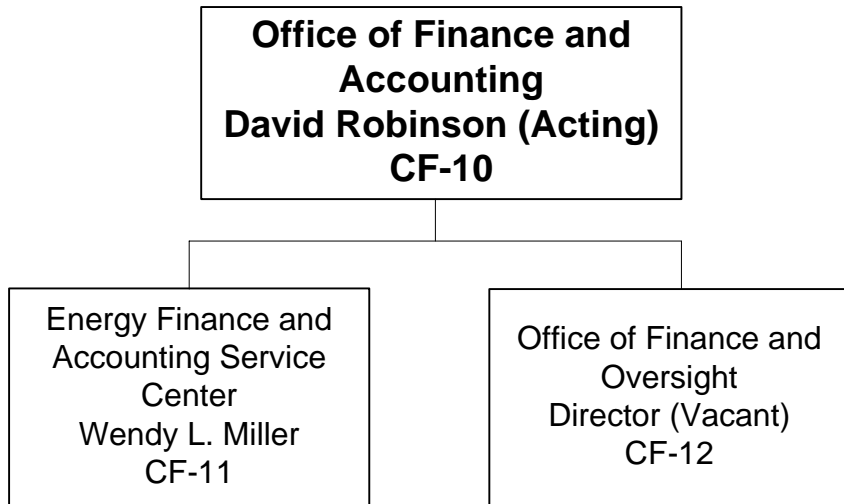 Office of Finance and
Accounting
David Robinson (Acting)
CF-10
Energy Finance and
Accounting Service
Center
Wendy L. Miller
CF-11
Office of Finance and
Oversight
Director (Vacant)
CF-12